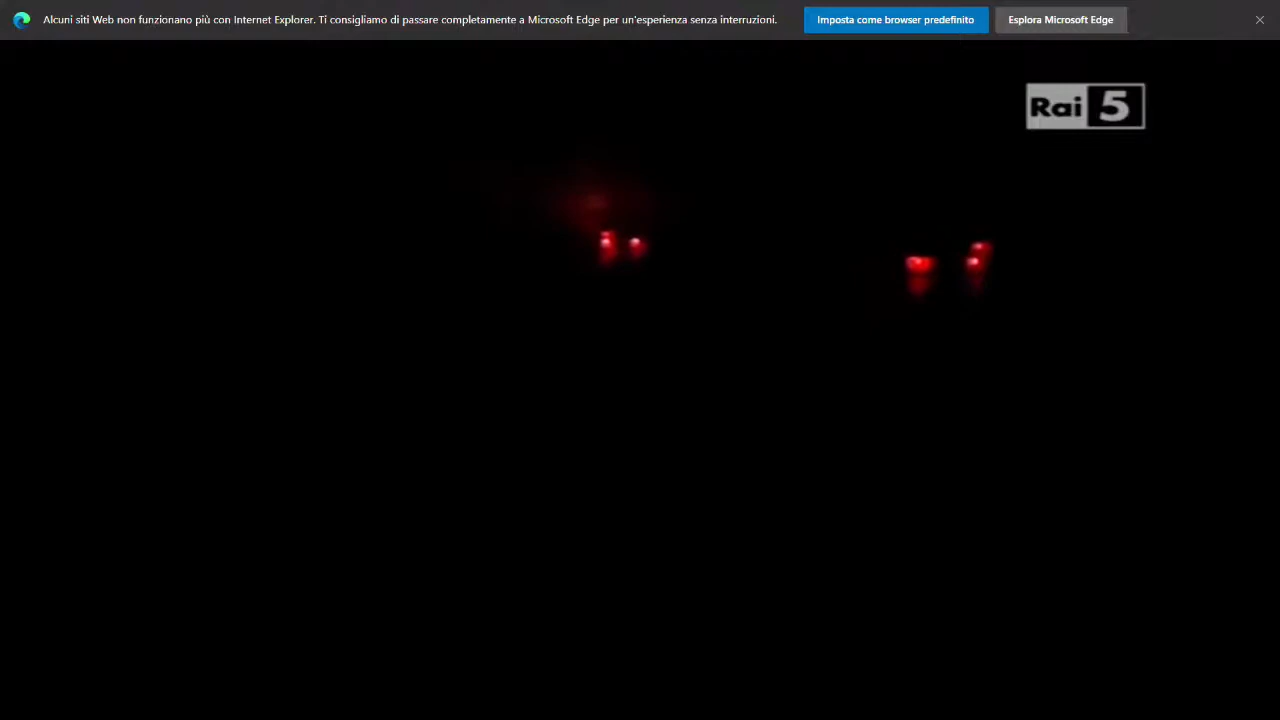 Alcuni siti Web non funzionano più con Internet Explorer. Ti consigliamo di passare completamente a Microsoft Edge per un'esperienza senza interruzioni. Imposta come browser predefinito Esplora Microsoft Edge
Rai 5